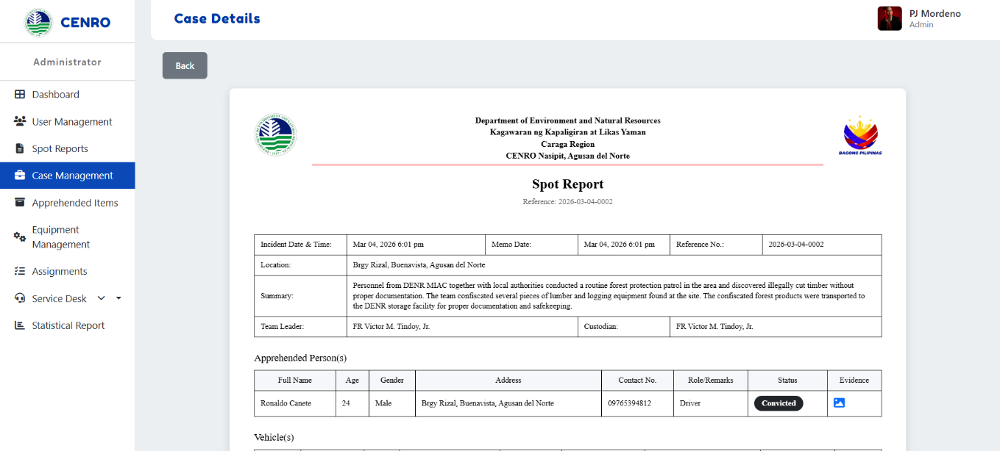 CENRO
Case Details
PJ Mordeno
Admin
Administrator
Dashboard
User Management
Spot Reports
Case Management
Apprehended Items
Equipment
Management
Assignments
Service Desk
Statistical Report
Back
Department of Environment and Natural Resources
Kagawaran ng Kapaligiran at Likas Yaman
Caraga Region
CENRO Nasipit, Agusan del Norte
BAGONG PILIPINAS
Spot Report
Reference: 2026-03-04-0002
Incident Date & Time: Mar 04, 2026 6:01 pm Memo Date: Mar 04, 2026 6:01 pm Reference No.: 2026-03-04-0002
Location: Brgy Rizal, Buenavista, Agusan del Norte
Summary: Personnel from DENR MIAC together with local authorities conducted a routine forest protection patrol in the area and discovered illegally cut timber without
proper documentation. The team confiscated several pieces of lumber and logging equipment found at the site. The confiscated forest products were transported to
the DENR storage facility for proper documentation and safekeeping.
Team Leader: FR Victor M. Tindoy, Jr. Custodian: FR Victor M. Tindoy, Jr.
Apprehended Person(s)
Full Name Age Gender Address Contact No. Role/Remarks Status Evidence
Ronaldo Canete 24 Male Brgy Rizal, Buenavista, Agusan del Norte 09765394812 Driver Convicted
Vehicle(s)